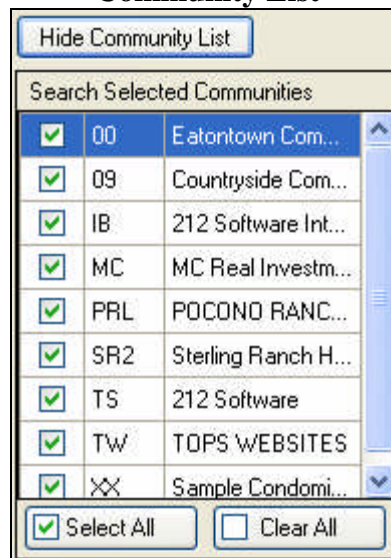 Community List
Hide Community List
Search Selected Communities
00 Eatontown Com...
09 Countryside Com...
IB 212 Software Int...
MC MC Real Investm...
PRL POCONO RANC...
SR2 Sterling Ranch H...
TS 212 Software
TW TOPS WEBSITES
XX Sample Condomi...
Select All Clear All